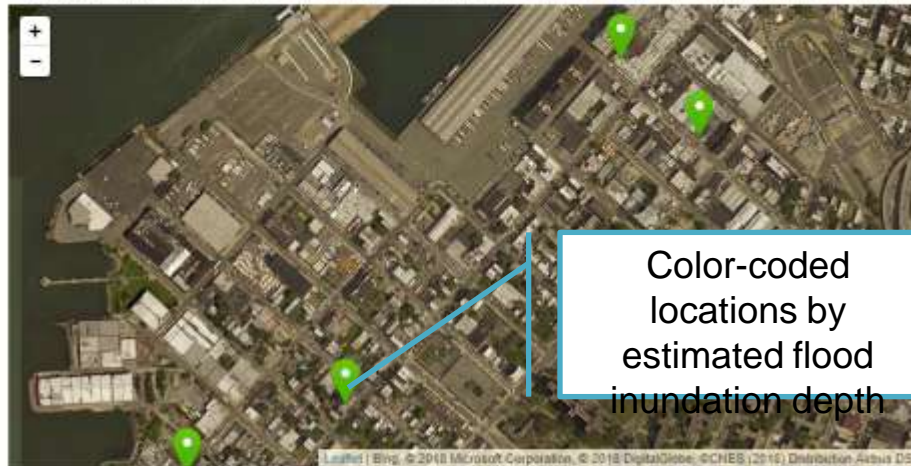 +
-
Color-coded
locations by
estimated flood
inundation depth
Leaflet | Bing, © 2018 Microsoft Corporation, © 2018 DigitalGlobe, ©CNES (2018) Distribution Airbus DS